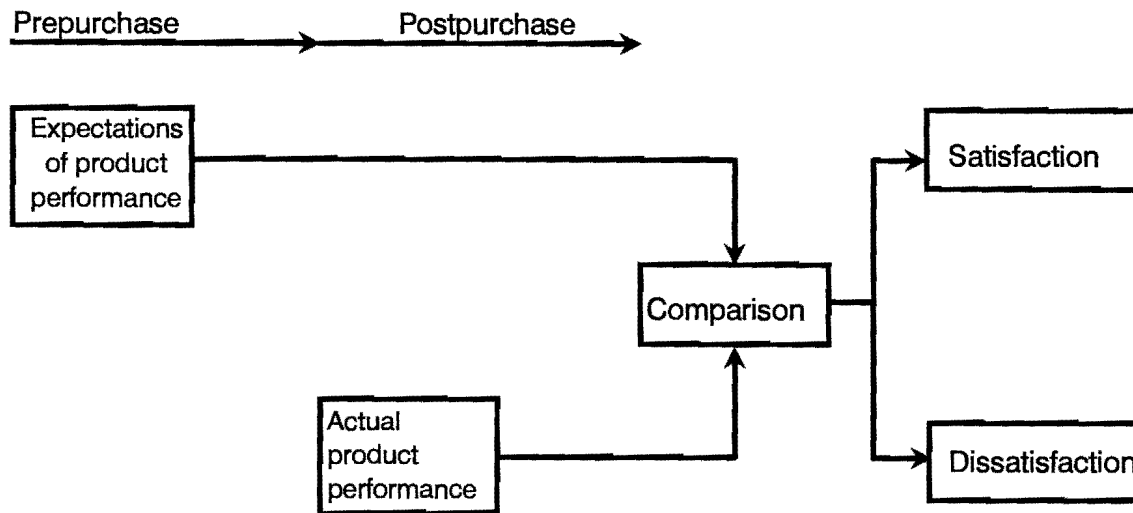 Prepurchase
Postpurchase
Expectations
of product
performance
Satisfaction
Comparison
Actual
product
performance
Dissatisfaction